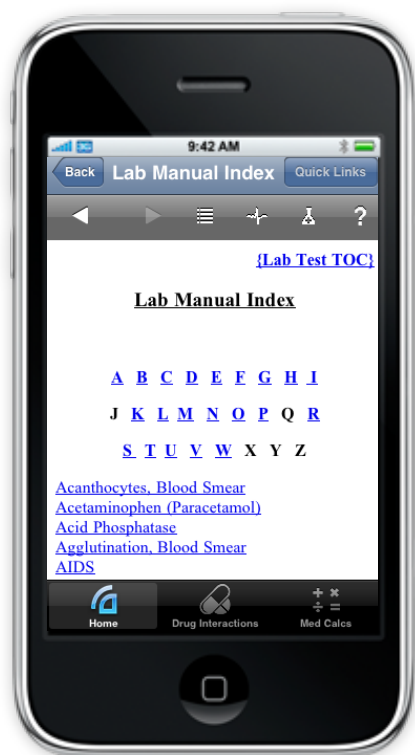 3G 9:42 AM
Back Lab Manual Index Quick Links
?
{Lab Test TOC}
Lab Manual Index
A B C D E F G H I
J K L M N O P Q R
S T U V W X Y Z
Acanthocytes, Blood Smear
Acetaminophen (Paracetamol)
Acid Phosphatase
Agglutination, Blood Smear
AIDS
Home Drug Interactions Med Calcs